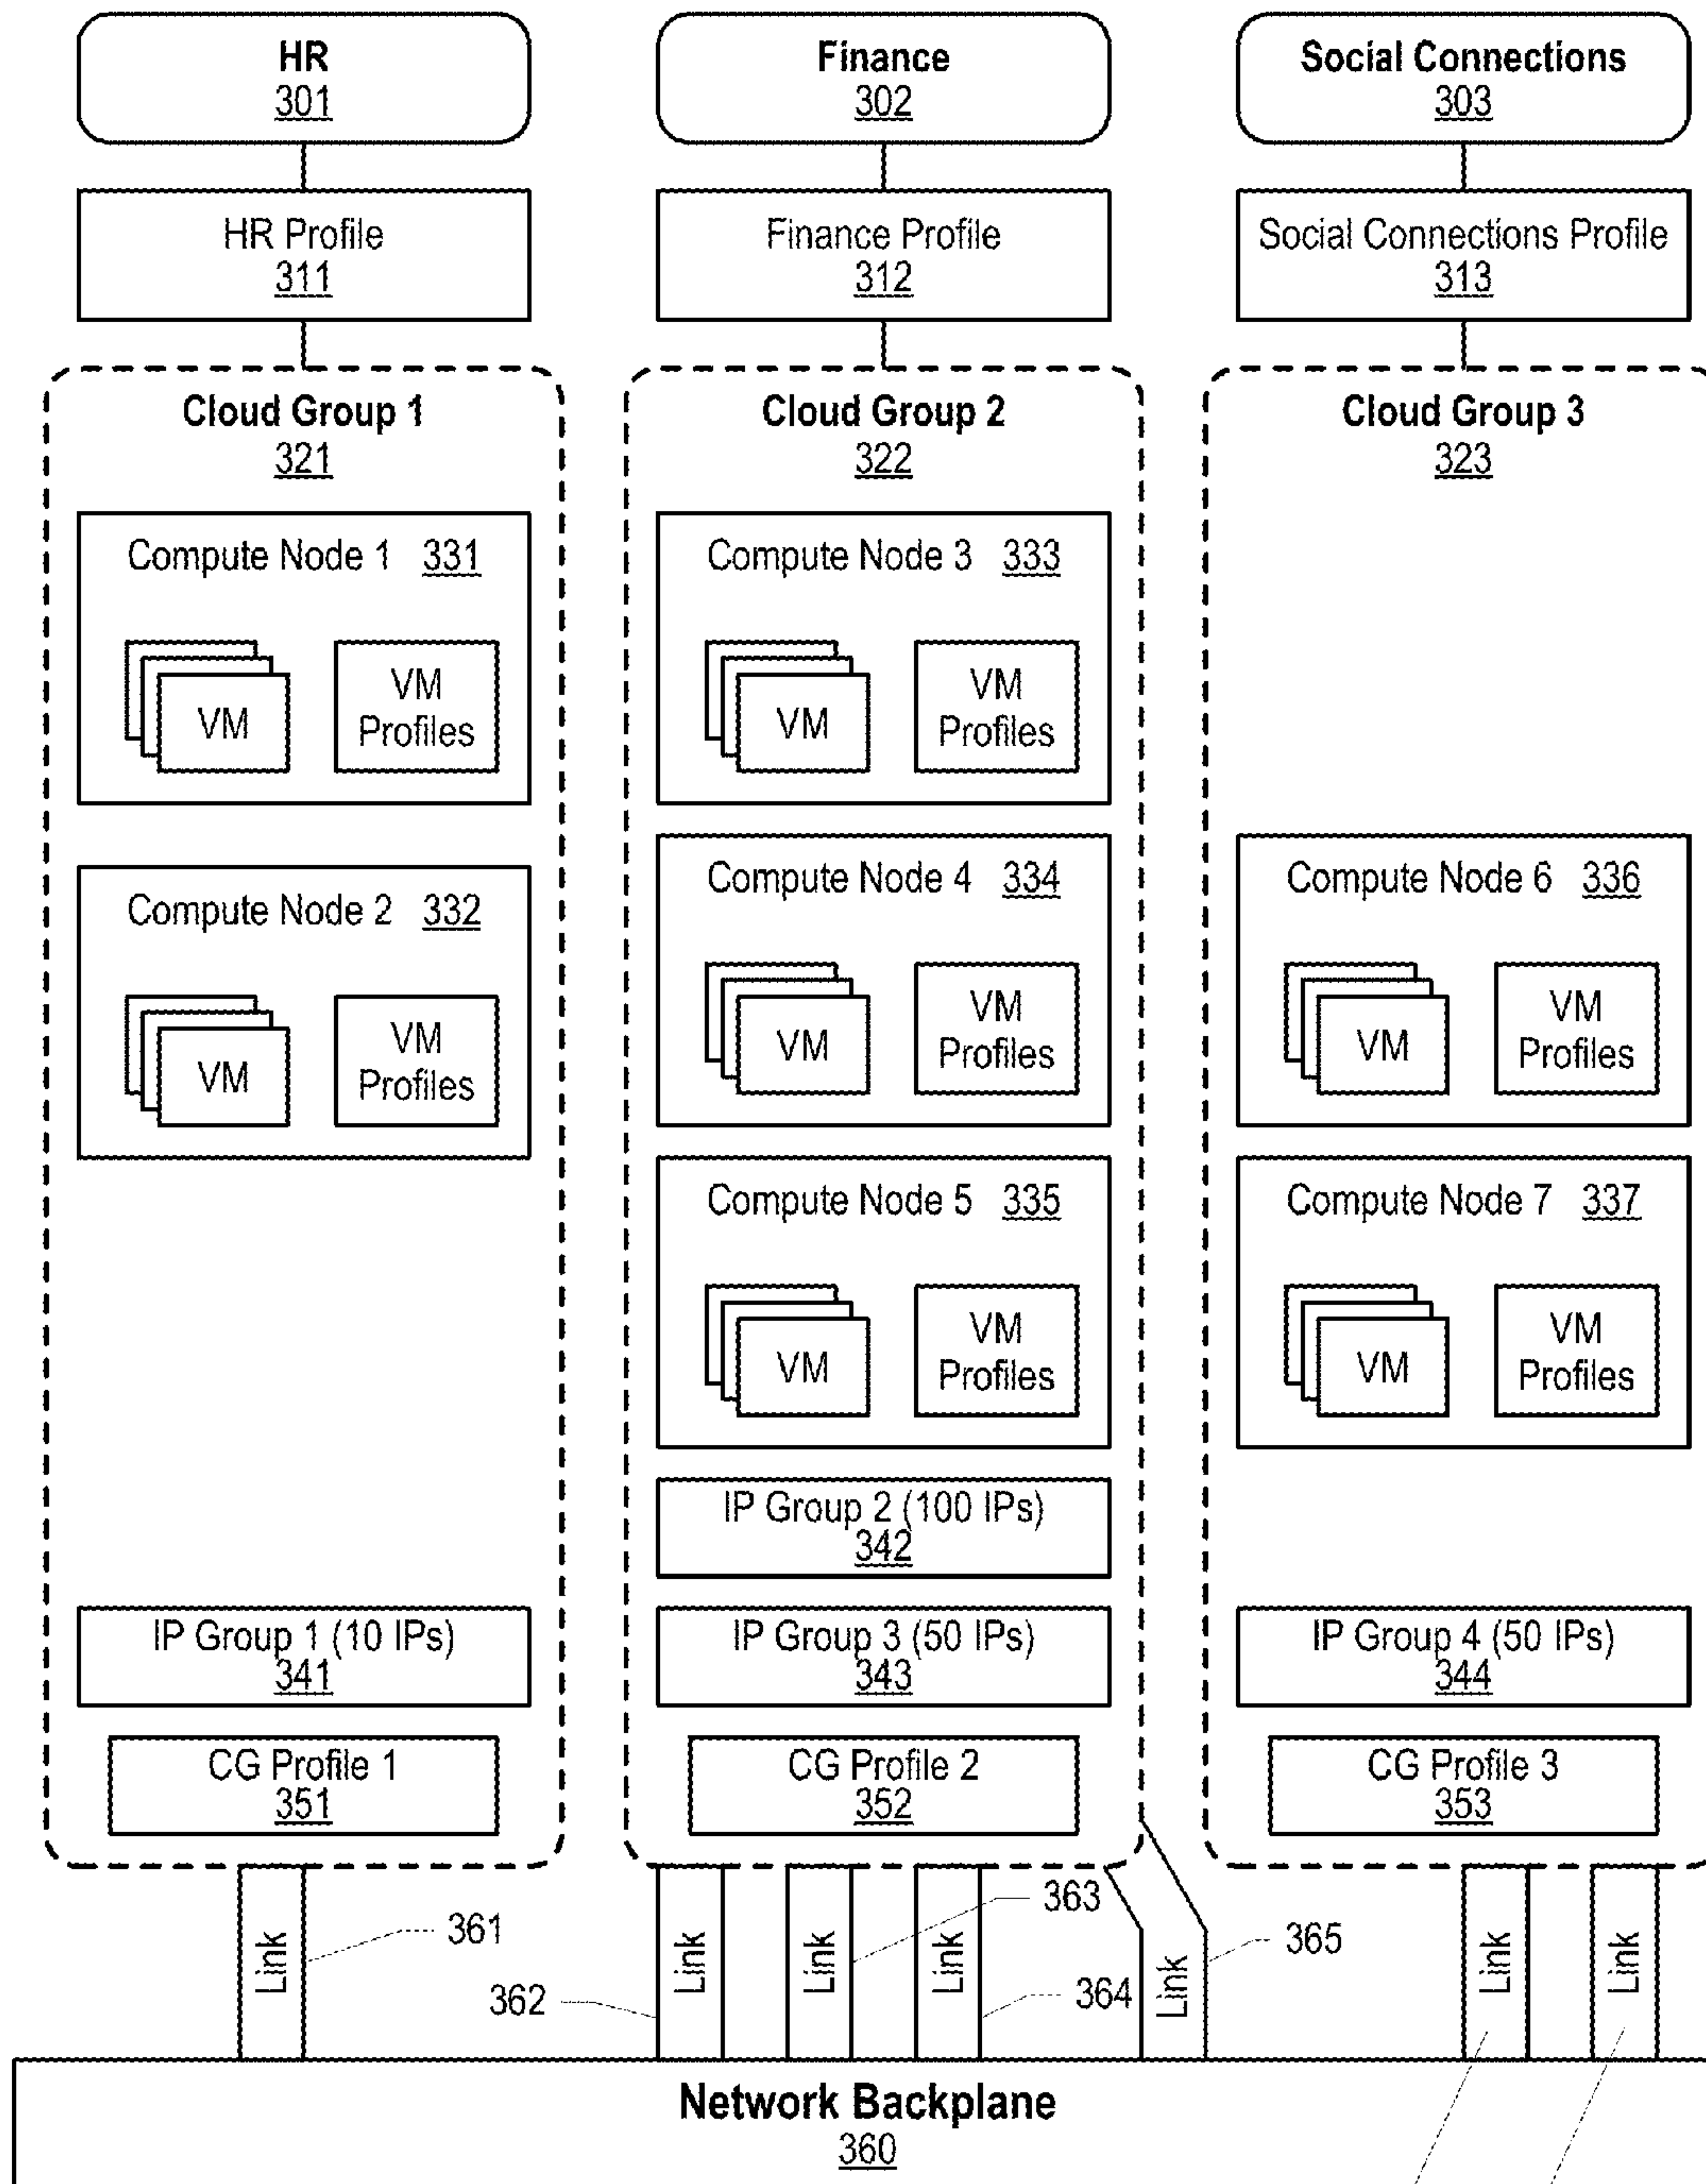 HR
301
Finance
302
Social Connections
303
HR Profile
311
Finance Profile
312
Social Connections Profile
313
Cloud Group 1
321
Compute Node 1 331
VM
VM
Profiles
Compute Node 2 332
VM
VM
Profiles
IP Group 1 (10 IPs)
341
CG Profile 1
351
Cloud Group 2
322
Compute Node 3 333
VM
VM
Profiles
Compute Node 4 334
VM
VM
Profiles
Compute Node 5 335
VM
VM
Profiles
IP Group 2 (100 IPs)
342
IP Group 3 (50 IPs)
343
CG Profile 2
352
Cloud Group 3
323
Compute Node 6 336
VM
VM
Profiles
Compute Node 7 337
VM
VM
Profiles
IP Group 4 (50 IPs)
344
CG Profile 3
353
Link
361
362
Link
Link
363
Link
364
Link
365
Link
Link
Network Backplane
360